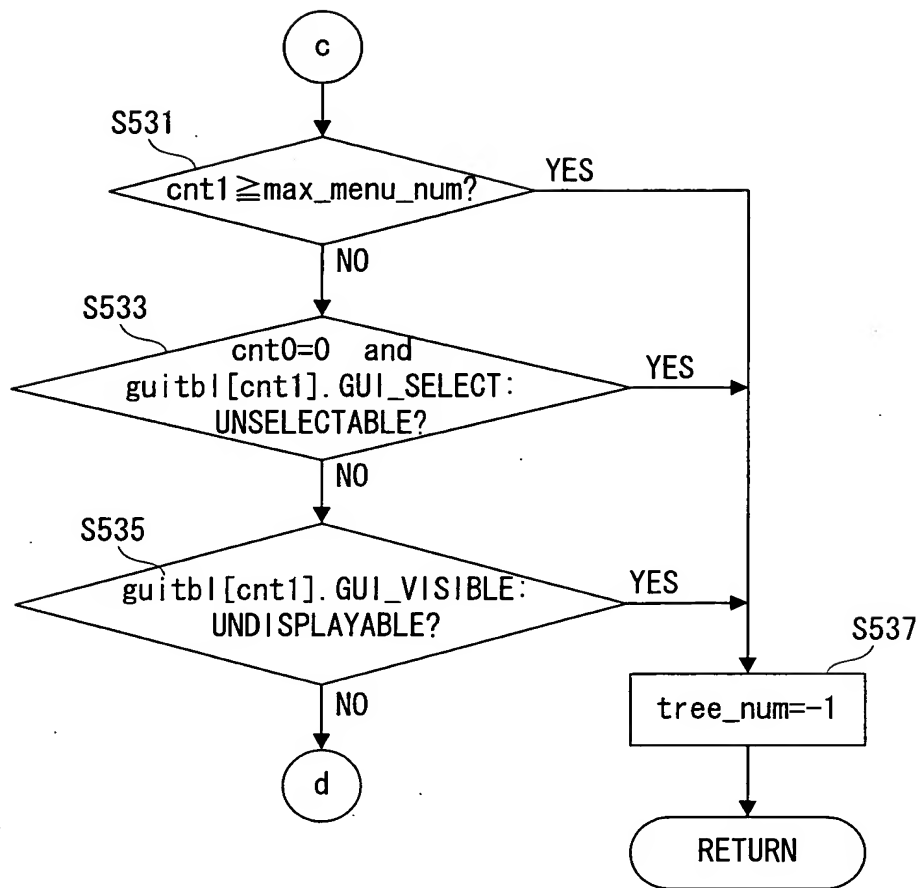 c
S531
cnt1≧max_menu_num?
YES
NO
S533
cnt0=0 and
guitbl[cnt1].GUI_SELECT:
UNSELECTABLE?
YES
NO
S535
guitbl[cnt1].GUI_VISIBLE:
UNDISPLAYABLE?
YES
NO
S537
tree_num=-1
d
RETURN